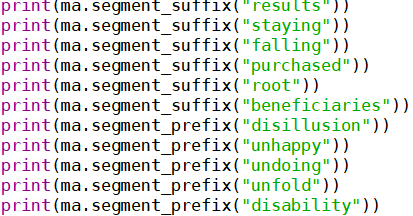 print(ma.segment_suffix("results"))
print(ma.segment_suffix("staying"))
print(ma.segment_suffix("falling"))
print(ma.segment_suffix("purchased"))
print(ma.segment_suffix("root"))
print(ma.segment_suffix("beneficiaries"))
print(ma.segment_prefix("disillusion"))
print(ma.segment_prefix("unhappy"))
print(ma.segment_prefix("undoing"))
print(ma.segment_prefix("unfold"))
print(ma.segment_prefix("disability"))